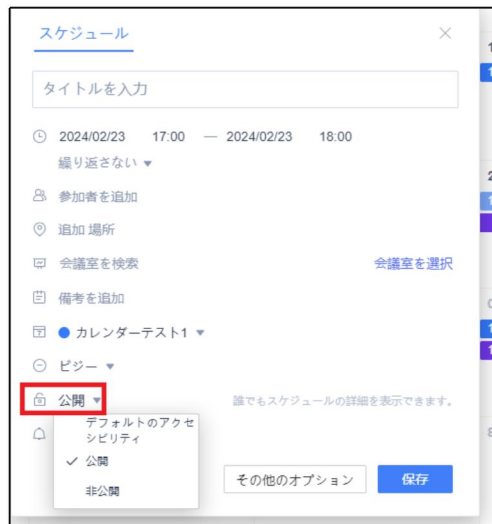 スケジュール
タイトルを入力
2024/02/23 17:00 — 2024/02/23 18:00
繰り返さない
参加者を追加
追加 場所
会議室を検索 会議室を選択
備考を追加
カレンダーテスト1
ビジー
公開 誰でもスケジュールの詳細を表示できます。
デフォルトのアクセ
シビリティ
公開
非公開
その他のオプション 保存